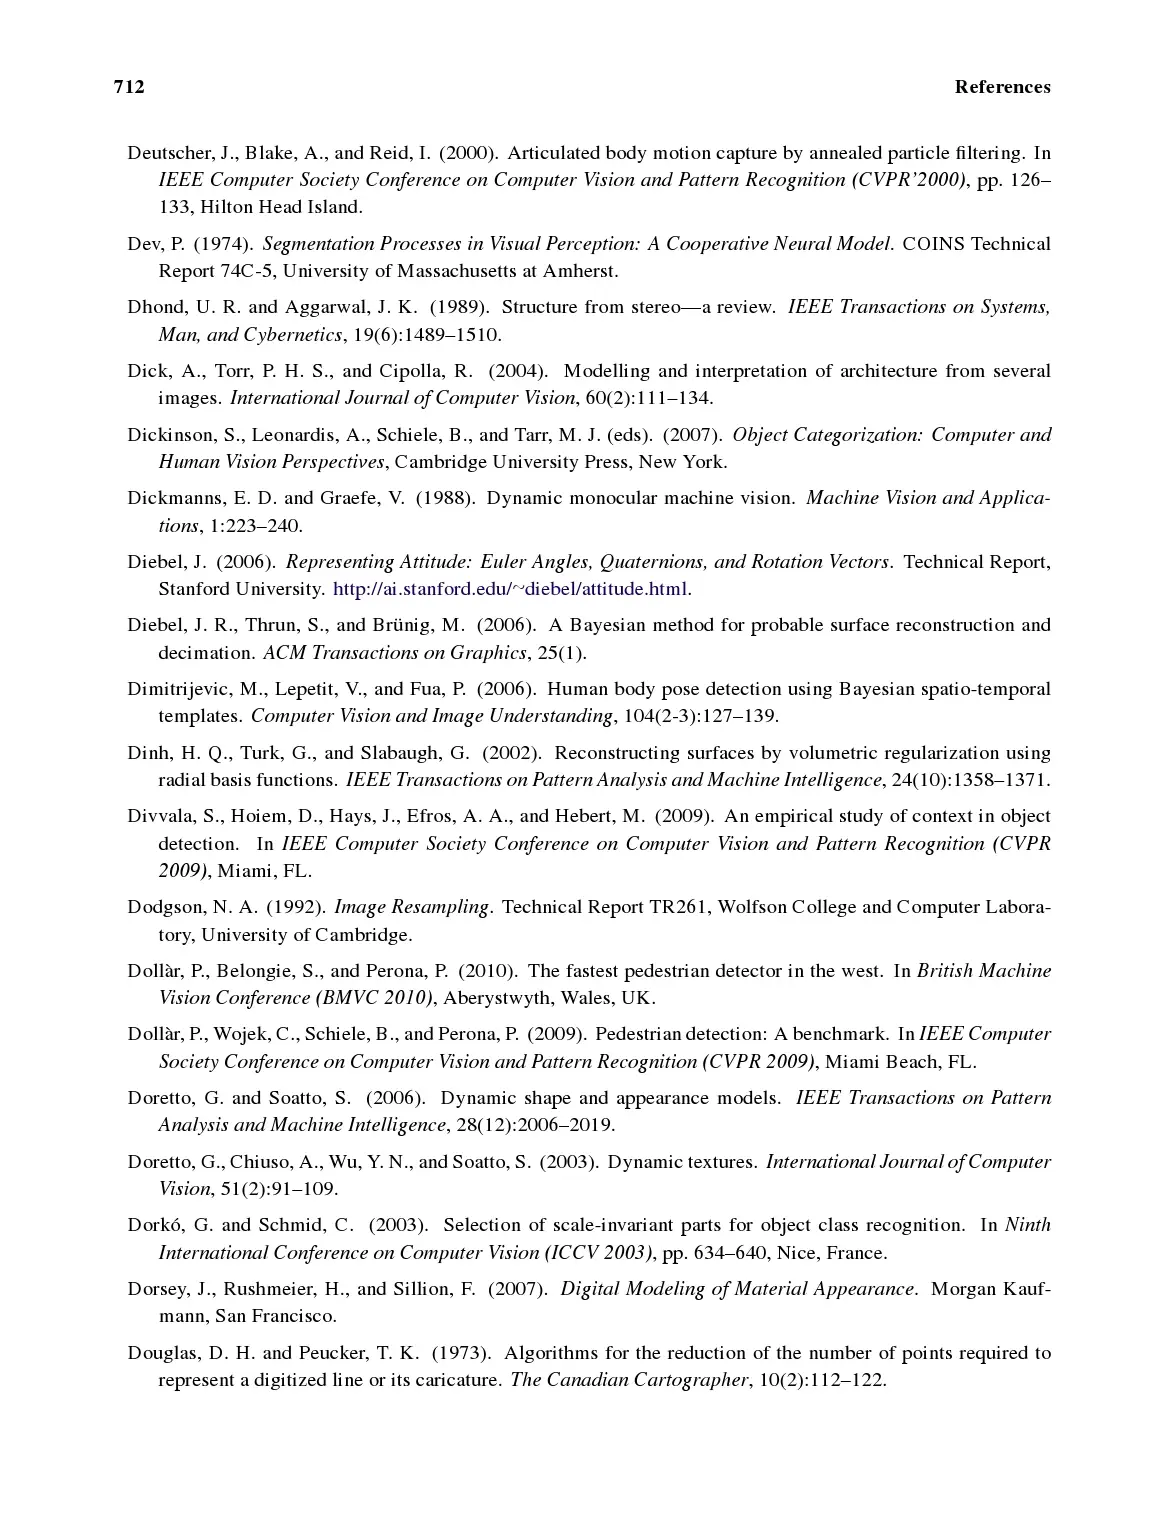 712 References
Deutscher, J., Blake, A., and Reid, I. (2000). Articulated body motion capture by annealed particle filtering. In
IEEE Computer Society Conference on Computer Vision and Pattern Recognition (CVPR'2000), pp. 126–
133, Hilton Head Island.
Dev, P. (1974). Segmentation Processes in Visual Perception: A Cooperative Neural Model. COINS Technical
Report 74C-5, University of Massachusetts at Amherst.
Dhond, U. R. and Aggarwal, J. K. (1989). Structure from stereo—a review. IEEE Transactions on Systems,
Man, and Cybernetics, 19(6):1489–1510.
Dick, A., Torr, P. H. S., and Cipolla, R. (2004). Modelling and interpretation of architecture from several
images. International Journal of Computer Vision, 60(2):111–134.
Dickinson, S., Leonardis, A., Schiele, B., and Tarr, M. J. (eds). (2007). Object Categorization: Computer and
Human Vision Perspectives, Cambridge University Press, New York.
Dickmanns, E. D. and Graefe, V. (1988). Dynamic monocular machine vision. Machine Vision and Applica-
tions, 1:223–240.
Diebel, J. (2006). Representing Attitude: Euler Angles, Quaternions, and Rotation Vectors. Technical Report,
Stanford University. http://ai.stanford.edu/~diebel/attitude.html.
Diebel, J. R., Thrun, S., and Brünig, M. (2006). A Bayesian method for probable surface reconstruction and
decimation. ACM Transactions on Graphics, 25(1).
Dimitrijevic, M., Lepetit, V., and Fua, P. (2006). Human body pose detection using Bayesian spatio-temporal
templates. Computer Vision and Image Understanding, 104(2-3):127–139.
Dinh, H. Q., Turk, G., and Slabaugh, G. (2002). Reconstructing surfaces by volumetric regularization using
radial basis functions. IEEE Transactions on Pattern Analysis and Machine Intelligence, 24(10):1358–1371.
Divvala, S., Hoiem, D., Hays, J., Efros, A. A., and Hebert, M. (2009). An empirical study of context in object
detection. In IEEE Computer Society Conference on Computer Vision and Pattern Recognition (CVPR
2009), Miami, FL.
Dodgson, N. A. (1992). Image Resampling. Technical Report TR261, Wolfson College and Computer Labora-
tory, University of Cambridge.
Dollàr, P., Belongie, S., and Perona, P. (2010). The fastest pedestrian detector in the west. In British Machine
Vision Conference (BMVC 2010), Aberystwyth, Wales, UK.
Dollàr, P., Wojek, C., Schiele, B., and Perona, P. (2009). Pedestrian detection: A benchmark. In IEEE Computer
Society Conference on Computer Vision and Pattern Recognition (CVPR 2009), Miami Beach, FL.
Doretto, G. and Soatto, S. (2006). Dynamic shape and appearance models. IEEE Transactions on Pattern
Analysis and Machine Intelligence, 28(12):2006–2019.
Doretto, G., Chiuso, A., Wu, Y. N., and Soatto, S. (2003). Dynamic textures. International Journal of Computer
Vision, 51(2):91–109.
Dorkó, G. and Schmid, C. (2003). Selection of scale-invariant parts for object class recognition. In Ninth
International Conference on Computer Vision (ICCV 2003), pp. 634–640, Nice, France.
Dorsey, J., Rushmeier, H., and Sillion, F. (2007). Digital Modeling of Material Appearance. Morgan Kauf-
mann, San Francisco.
Douglas, D. H. and Peucker, T. K. (1973). Algorithms for the reduction of the number of points required to
represent a digitized line or its caricature. The Canadian Cartographer, 10(2):112–122.